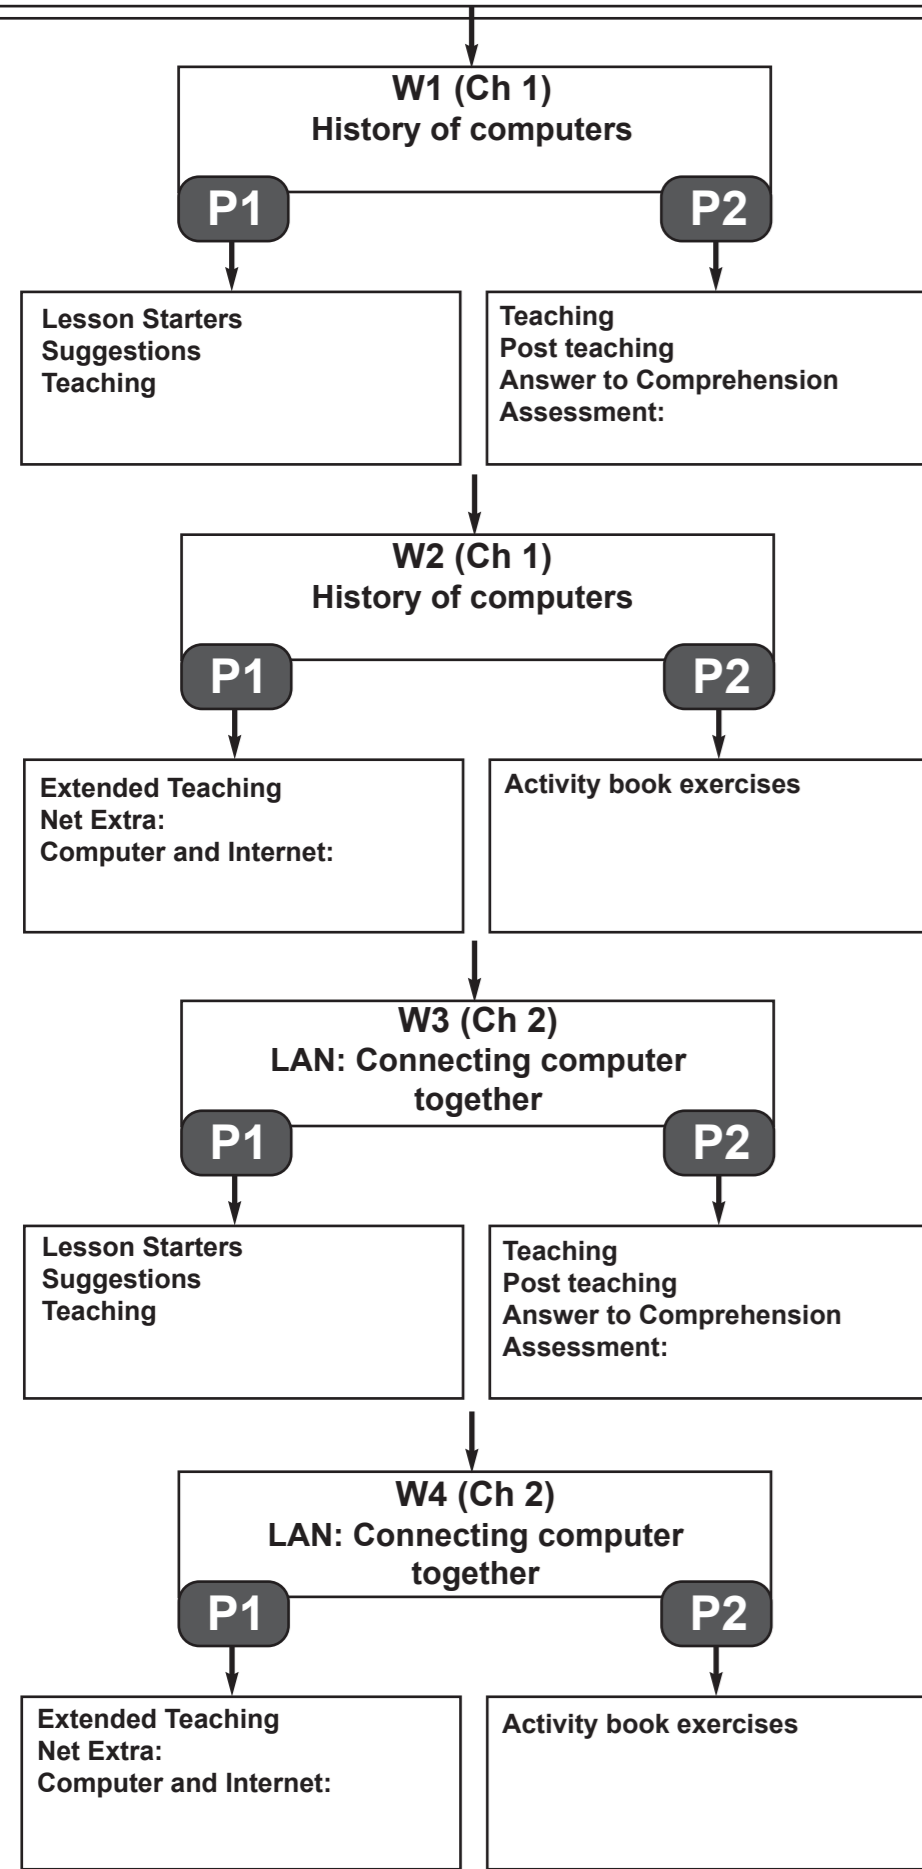 W1 (Ch 1)
History of computers
P1
P2
Lesson Starters
Suggestions
Teaching
Teaching
Post teaching
Answer to Comprehension
Assessment:
W2 (Ch 1)
History of computers
P1
P2
Extended Teaching
Net Extra:
Computer and Internet:
Activity book exercises
W3 (Ch 2)
LAN: Connecting computer
together
P1
P2
Lesson Starters
Suggestions
Teaching
Teaching
Post teaching
Answer to Comprehension
Assessment:
W4 (Ch 2)
LAN: Connecting computer
together
P1
P2
Extended Teaching
Net Extra:
Computer and Internet:
Activity book exercises